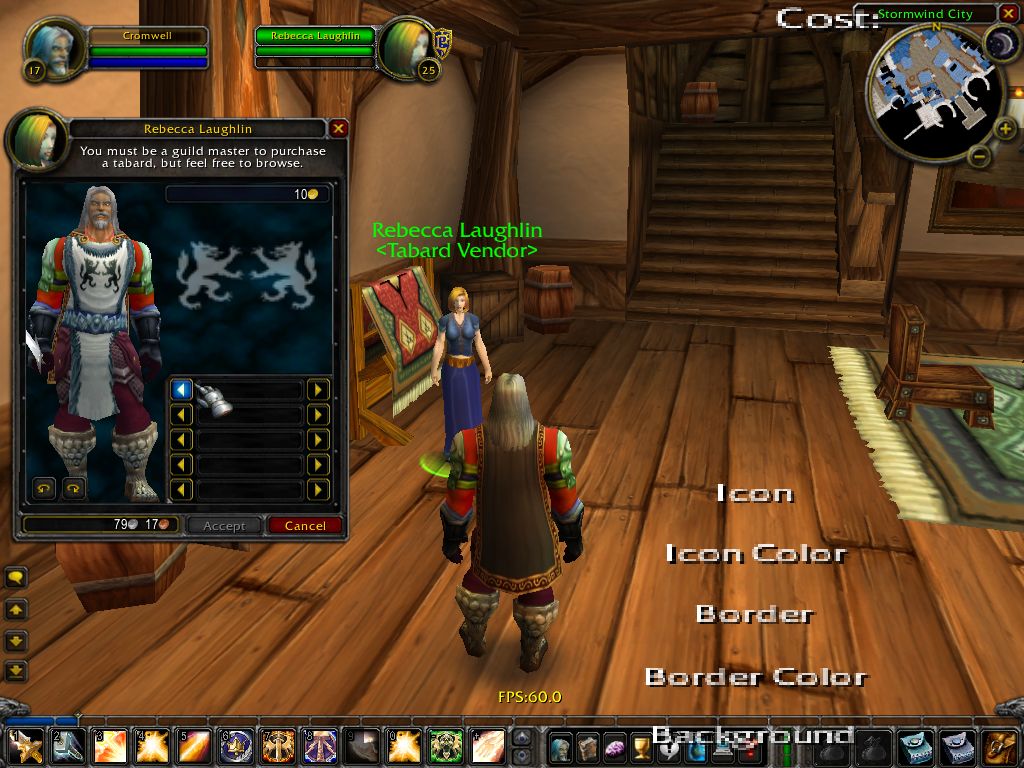 Cost:
Stormwind City
N
Cromwell
17
Rebecca Laughlin
25
Rebecca Laughlin
You must be a guild master to purchase
a tabard, but feel free to browse.
10
Rebecca Laughlin
<Tabard Vendor>
Icon
79 17 Accept Cancel
Icon Color
Border
Border Color
FPS:60.0
Background